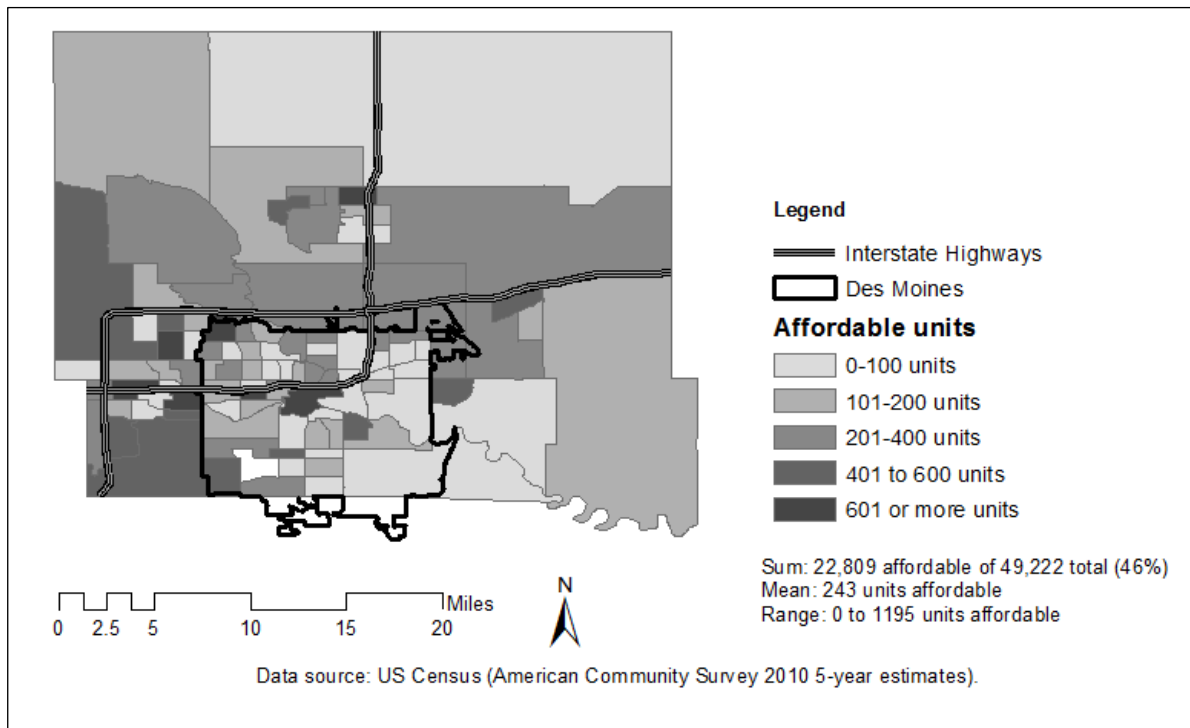 Legend
Interstate Highways
Des Moines
Affordable units
0-100 units
101-200 units
201-400 units
401 to 600 units
601 or more units
Sum: 22,809 affordable of 49,222 total (46%)
Mean: 243 units affordable
Range: 0 to 1195 units affordable
N
Miles
0 2.5 5 10 15 20
Data source: US Census (American Community Survey 2010 5-year estimates).